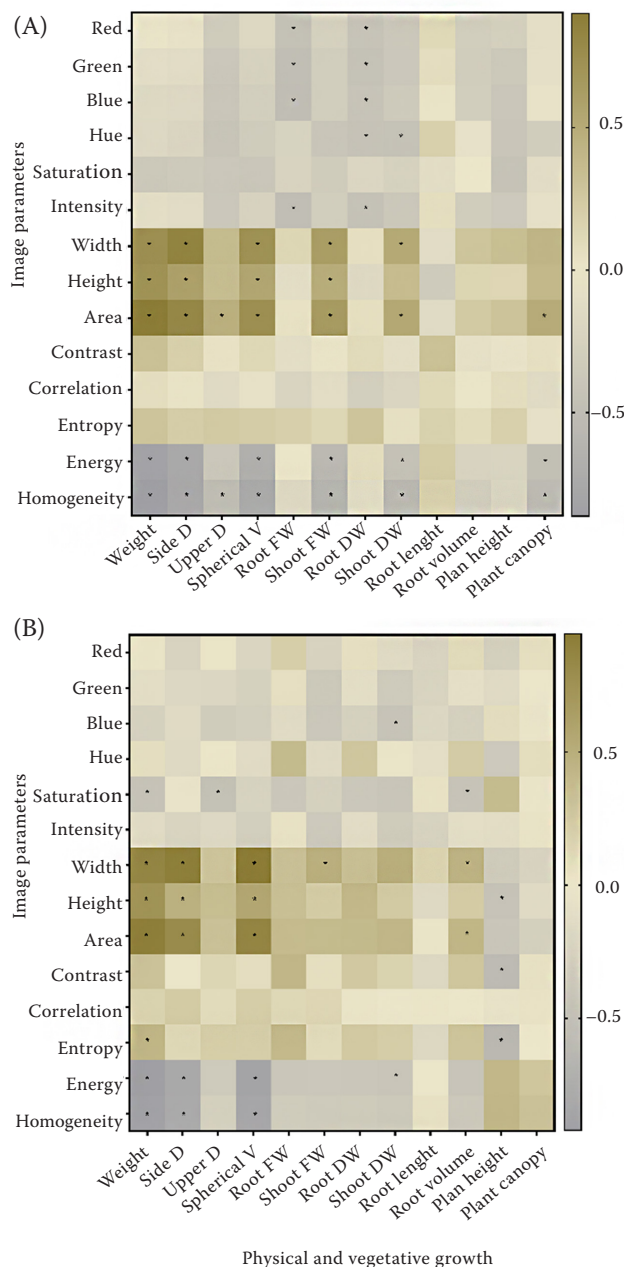 (A)
Image parameters
Red
Green
Blue
Hue
Saturation
Intensity
Width
Height
Area
Contrast
Correlation
Entropy
Energy
Homogeneity
0.5
0.0
−0.5
Weight
Side D
Upper D
Spherical V
Root FW
Shoot FW
Root DW
Shoot DW
Root lenght
Root volume
Plan height
Plant canopy
(B)
Image parameters
Red
Green
Blue
Hue
Saturation
Intensity
Width
Height
Area
Contrast
Correlation
Entropy
Energy
Homogeneity
0.5
0.0
−0.5
Weight
Side D
Upper D
Spherical V
Root FW
Shoot FW
Root DW
Shoot DW
Root lenght
Root volume
Plan height
Plant canopy
Physical and vegetative growth